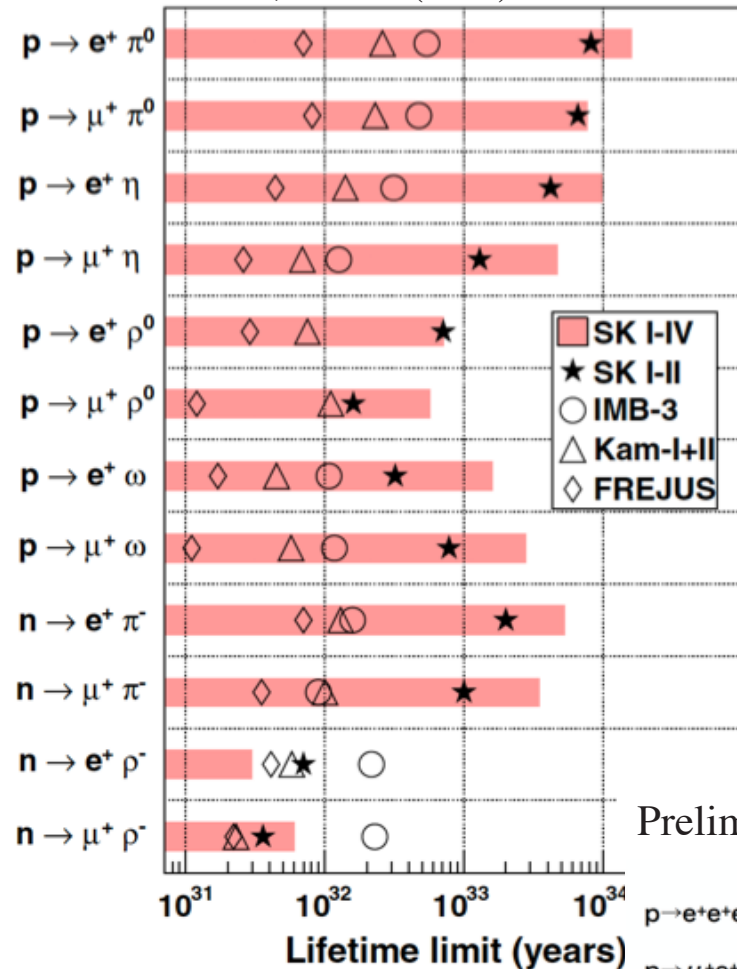 p → e⁺ π⁰
p → μ⁺ π⁰
p → e⁺ η
p → μ⁺ η
p → e⁺ ρ⁰
p → μ⁺ ρ⁰
p → e⁺ ω
p → μ⁺ ω
n → e⁺ π⁻
n → μ⁺ π⁻
n → e⁺ ρ⁻
n → μ⁺ ρ⁻
SK I-IV
SK I-II
IMB-3
Kam-I+II
FREJUS
10³¹ 10³² 10³³ 10³⁴
Lifetime limit (years)
Prelim
p→e⁺e⁺e